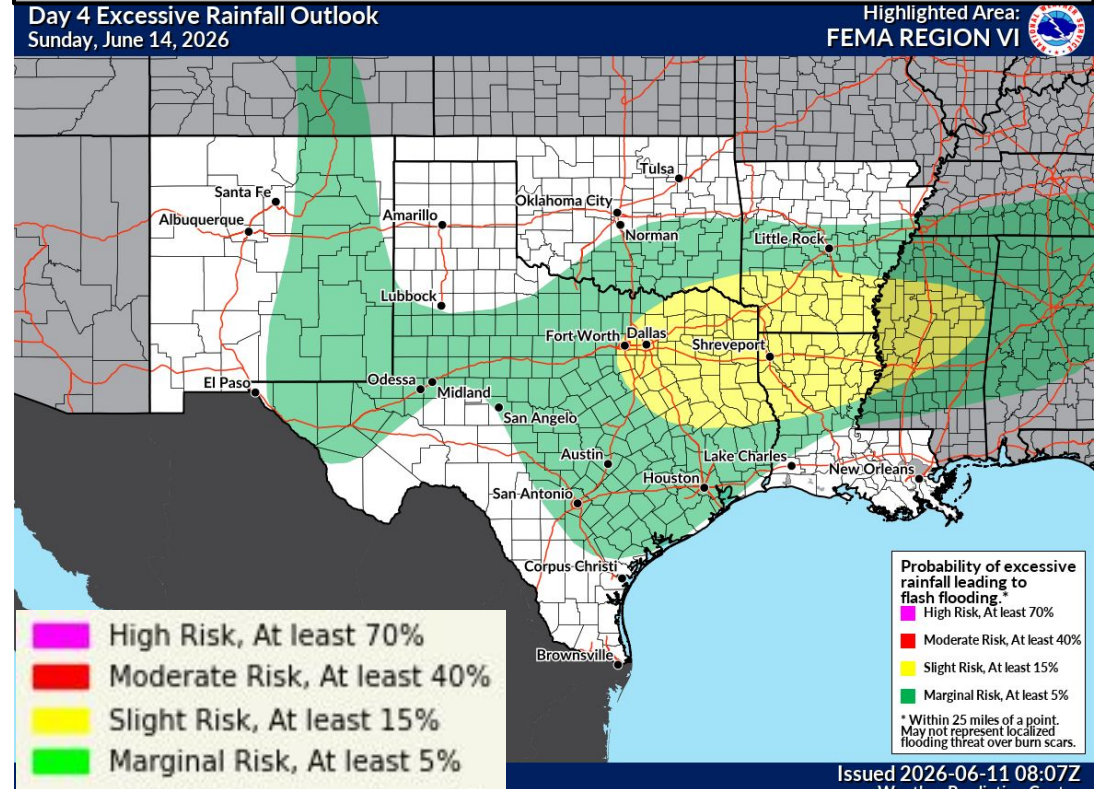 Day 4 Excessive Rainfall Outlook
Sunday, June 14, 2026
Highlighted Area:
FEMA REGION VI
NATIONAL WEATHER SERVICE
Tulsa
Santa Fe
Oklahoma City
Albuquerque
Amarillo
Norman
Little Rock
Lubbock
Fort Worth
Dallas
Shreveport
El Paso
Odessa
Midland
San Angelo
Austin
Lake Charles
New Orleans
Houston
San Antonio
Corpus Christi
Brownsville
Probability of excessive
rainfall leading to
flash flooding.*
High Risk, At least 70%
Moderate Risk, At least 40%
Slight Risk, At least 15%
Marginal Risk, At least 5%
* Within 25 miles of a point.
May not represent localized
flooding threat over burn scars.
High Risk, At least 70%
Moderate Risk, At least 40%
Slight Risk, At least 15%
Marginal Risk, At least 5%
Issued 2026-06-11 08:07Z
Weather Prediction Center